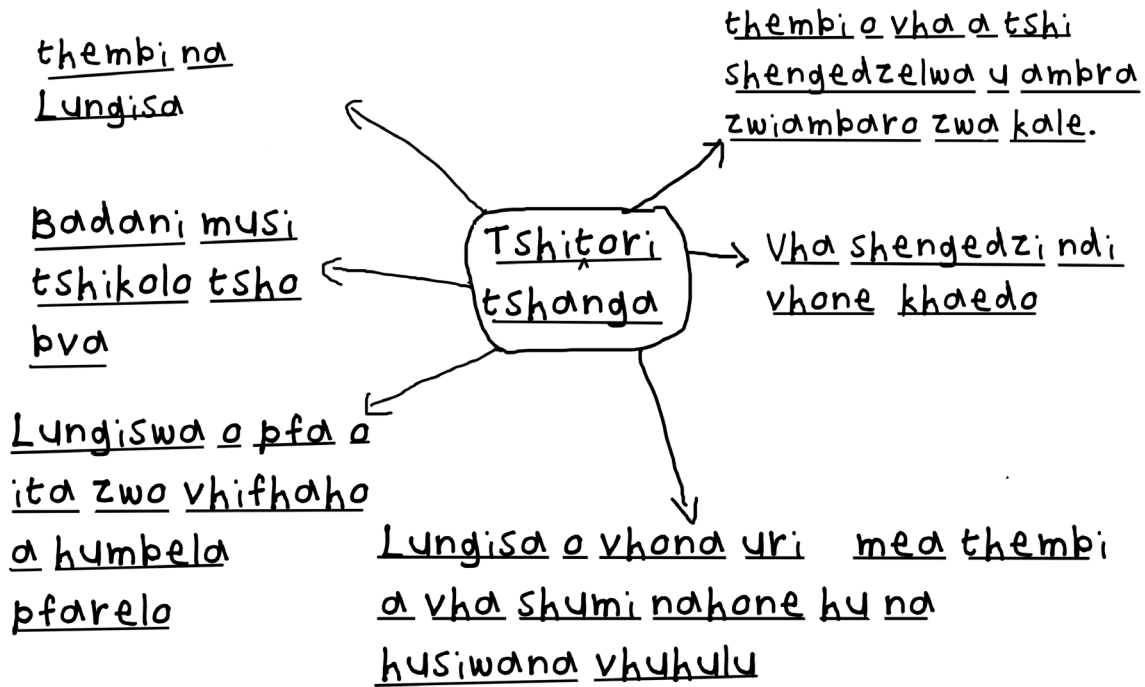 thembi na
Lungisa
thembi o vha a tshi
shengedzelwa u ambra
zwiambaro zwa kale.
Tshitori
tshanga
Badani musi
tshikolo tsho
bva
Vha shengedzi ndi
vhone khaedo
Lungiswa o pfa o
ita zwo vhifhaho
a humbela
pfarelo
Lungisa o vhona uri mea thembi
a vha shumi nahone hu na
husiwana vhuhulu